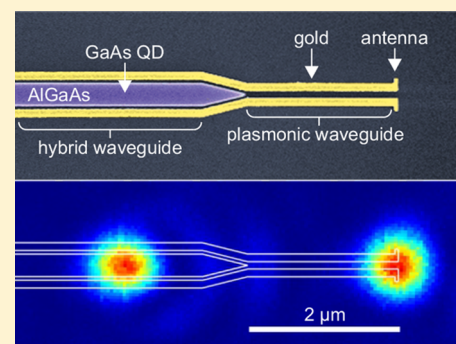 GaAs QD
gold
antenna
AlGaAs
hybrid waveguide
plasmonic waveguide
2 µm